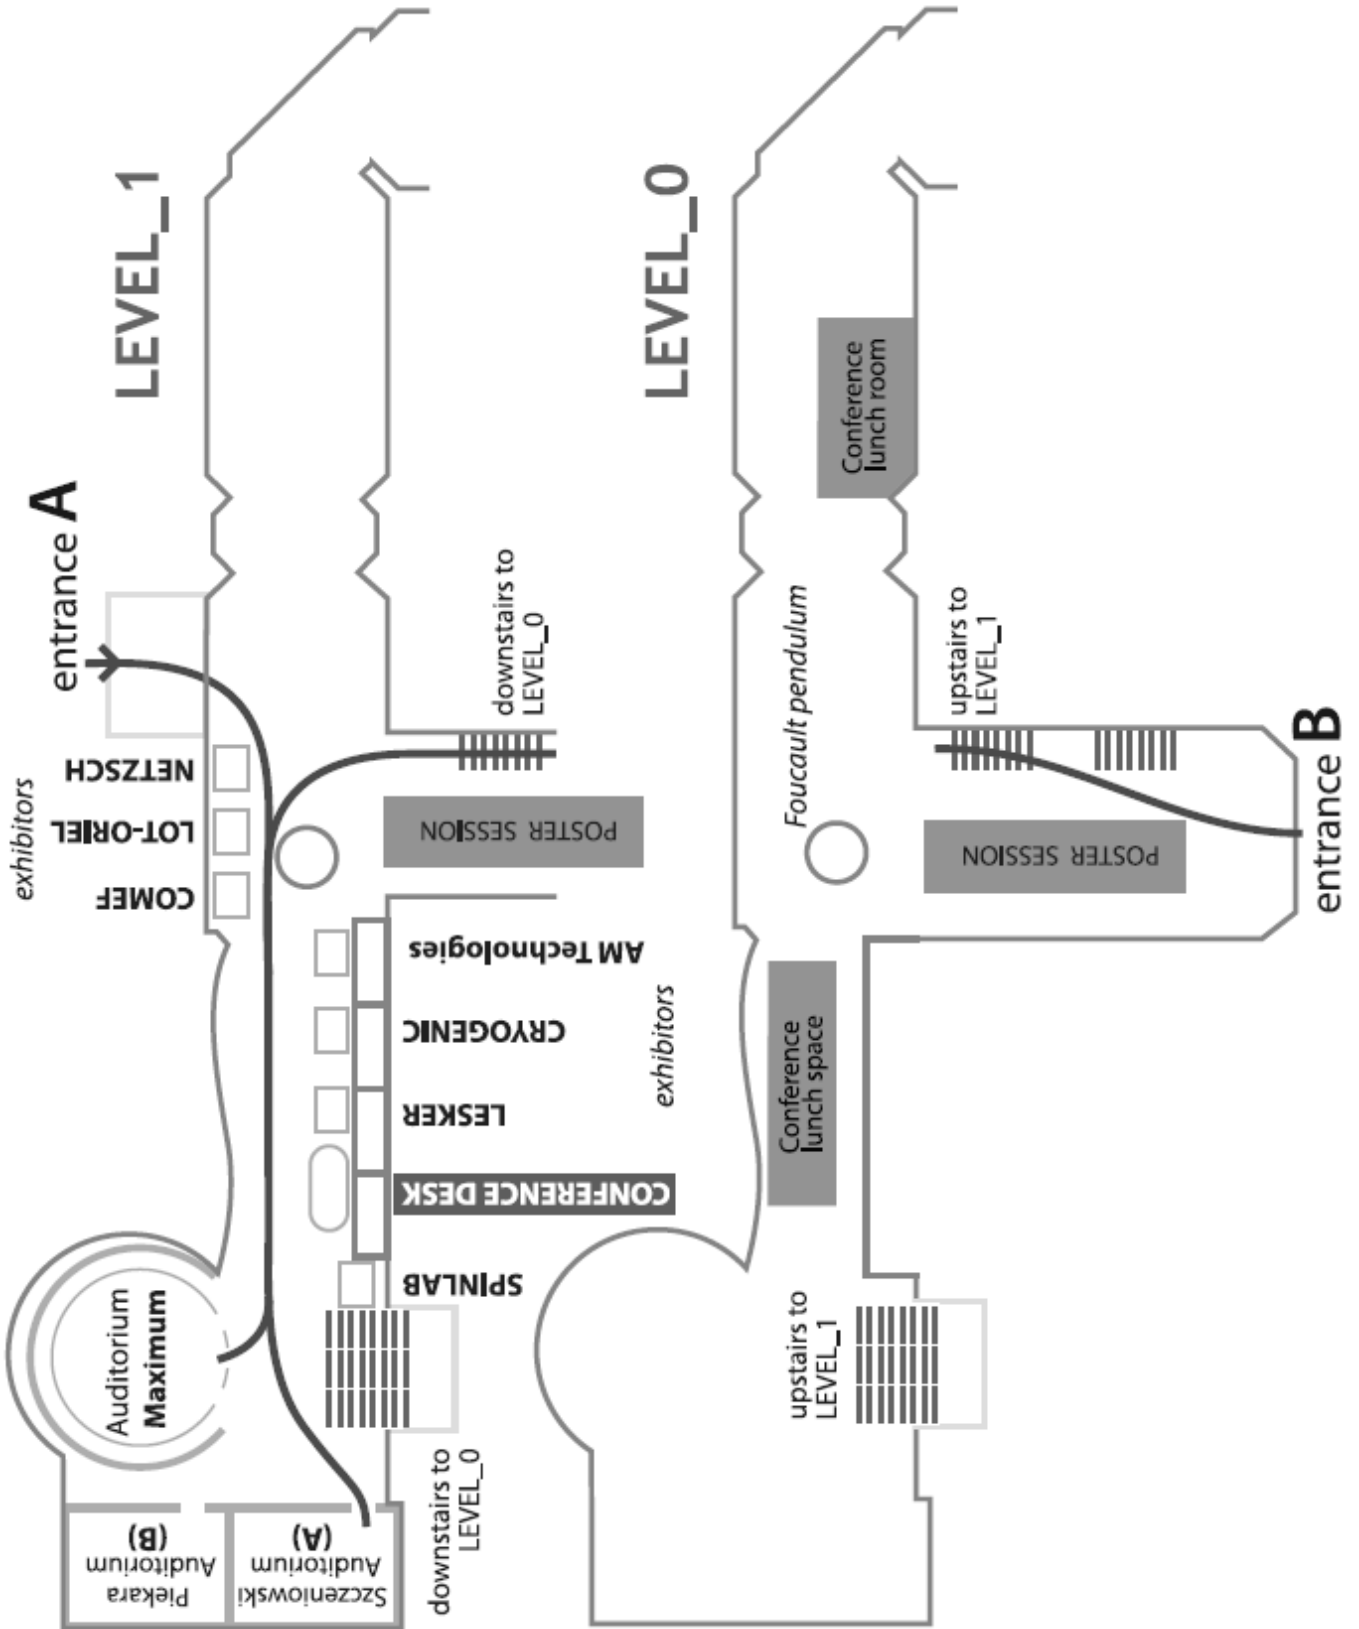 LEVEL_1
entrance A
exhibitors
NETZSCH
LOT-ORIEL
COMEF
downstairs to
LEVEL_0
POSTER SESSION
AM Technologies
CRYOGENIC
LESKER
CONFERENCE DESK
SPINLAB
exhibitors
Auditorium
Maximum
Piekara
Auditorium
(B)
Szczeniowski
Auditorium
(A)
downstairs to
LEVEL_0
LEVEL_0
Conference
lunch room
Foucault pendulum
upstairs to
LEVEL_1
POSTER SESSION
entrance B
Conference
lunch space
upstairs to
LEVEL_1